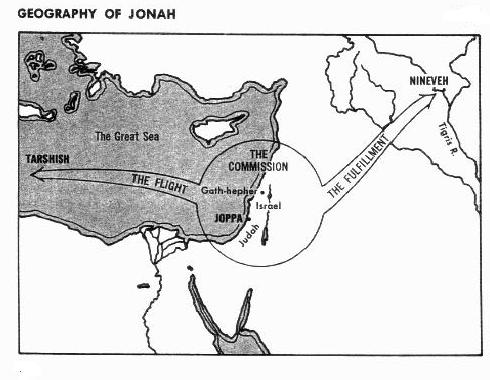 GEOGRAPHY OF JONAH
NINEVEH
The Great Sea
Tigris R.
TARSHISH
THE
COMMISSION
THE FULFILLMENT
THE FLIGHT
Gath-hepher
Israel
JOPPA
Judah